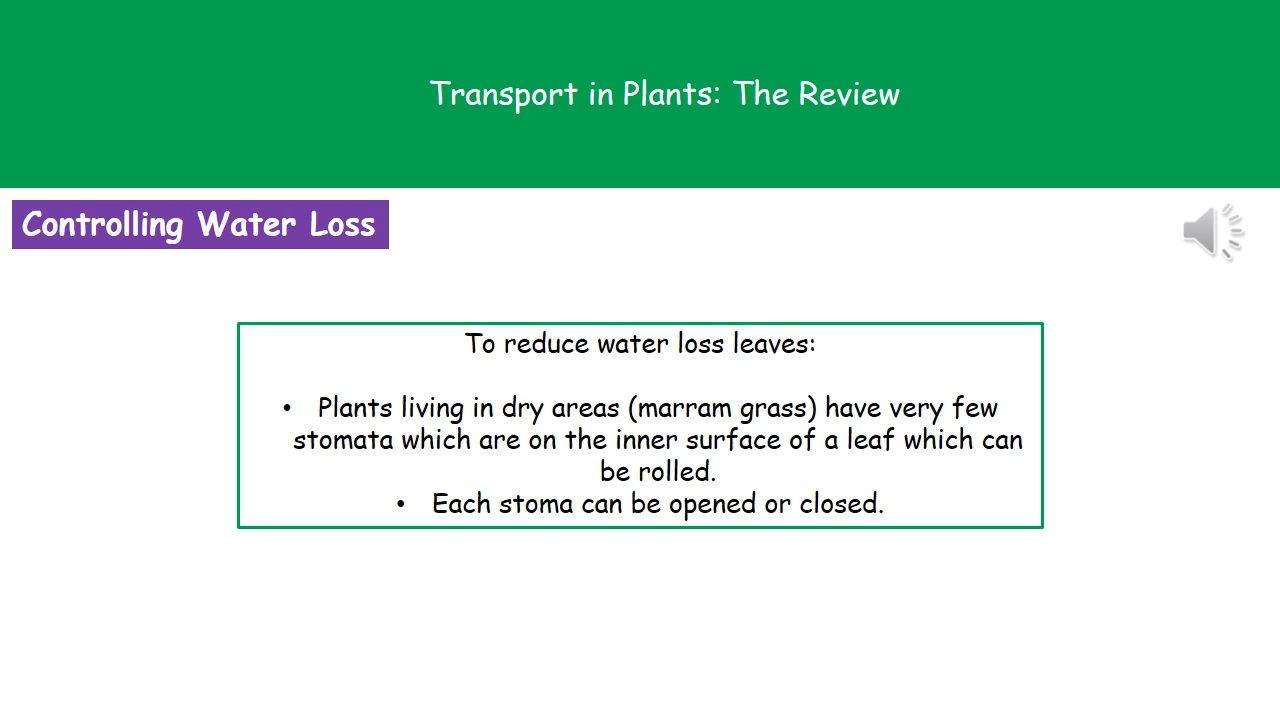 Transport in Plants: The Review
Controlling Water Loss
To reduce water loss leaves:
• Plants living in dry areas (marram grass) have very few
stomata which are on the inner surface of a leaf which can
be rolled.
• Each stoma can be opened or closed.